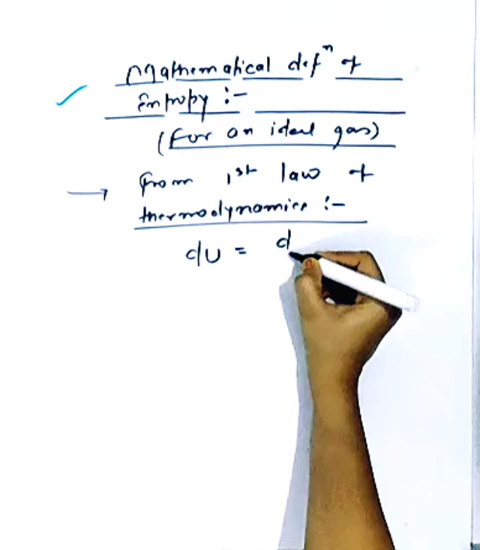 Mathematical defⁿ of
Entropy :-
(For an ideal gas)
→ From 1st law of
thermodynamics :-
dU = d